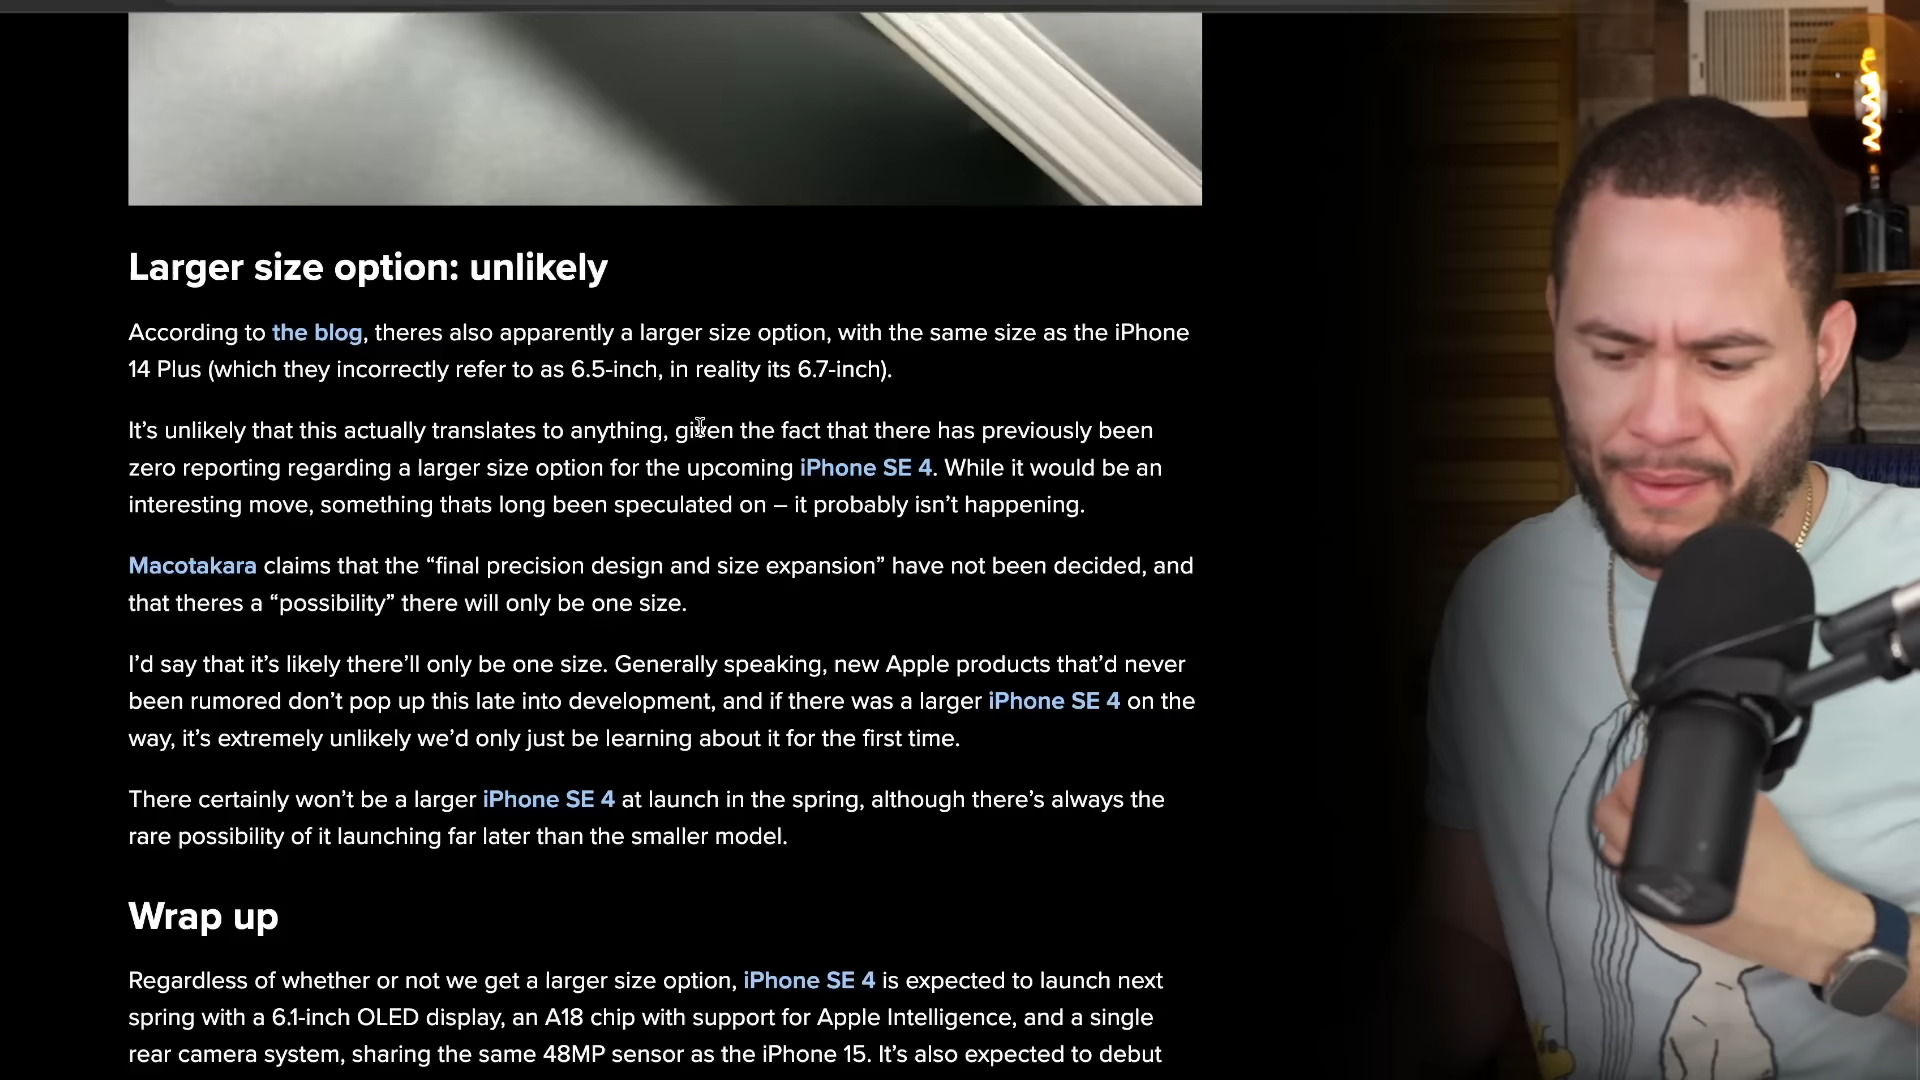 Larger size option: unlikely
According to the blog, theres also apparently a larger size option, with the same size as the iPhone
14 Plus (which they incorrectly refer to as 6.5-inch, in reality its 6.7-inch).
It’s unlikely that this actually translates to anything, given the fact that there has previously been
zero reporting regarding a larger size option for the upcoming iPhone SE 4. While it would be an
interesting move, something thats long been speculated on – it probably isn’t happening.
Macotakara claims that the “final precision design and size expansion” have not been decided, and
that theres a “possibility” there will only be one size.
I’d say that it’s likely there’ll only be one size. Generally speaking, new Apple products that’d never
been rumored don’t pop up this late into development, and if there was a larger iPhone SE 4 on the
way, it’s extremely unlikely we’d only just be learning about it for the first time.
There certainly won’t be a larger iPhone SE 4 at launch in the spring, although there’s always the
rare possibility of it launching far later than the smaller model.
Wrap up
Regardless of whether or not we get a larger size option, iPhone SE 4 is expected to launch next
spring with a 6.1-inch OLED display, an A18 chip with support for Apple Intelligence, and a single
rear camera system, sharing the same 48MP sensor as the iPhone 15. It’s also expected to debut